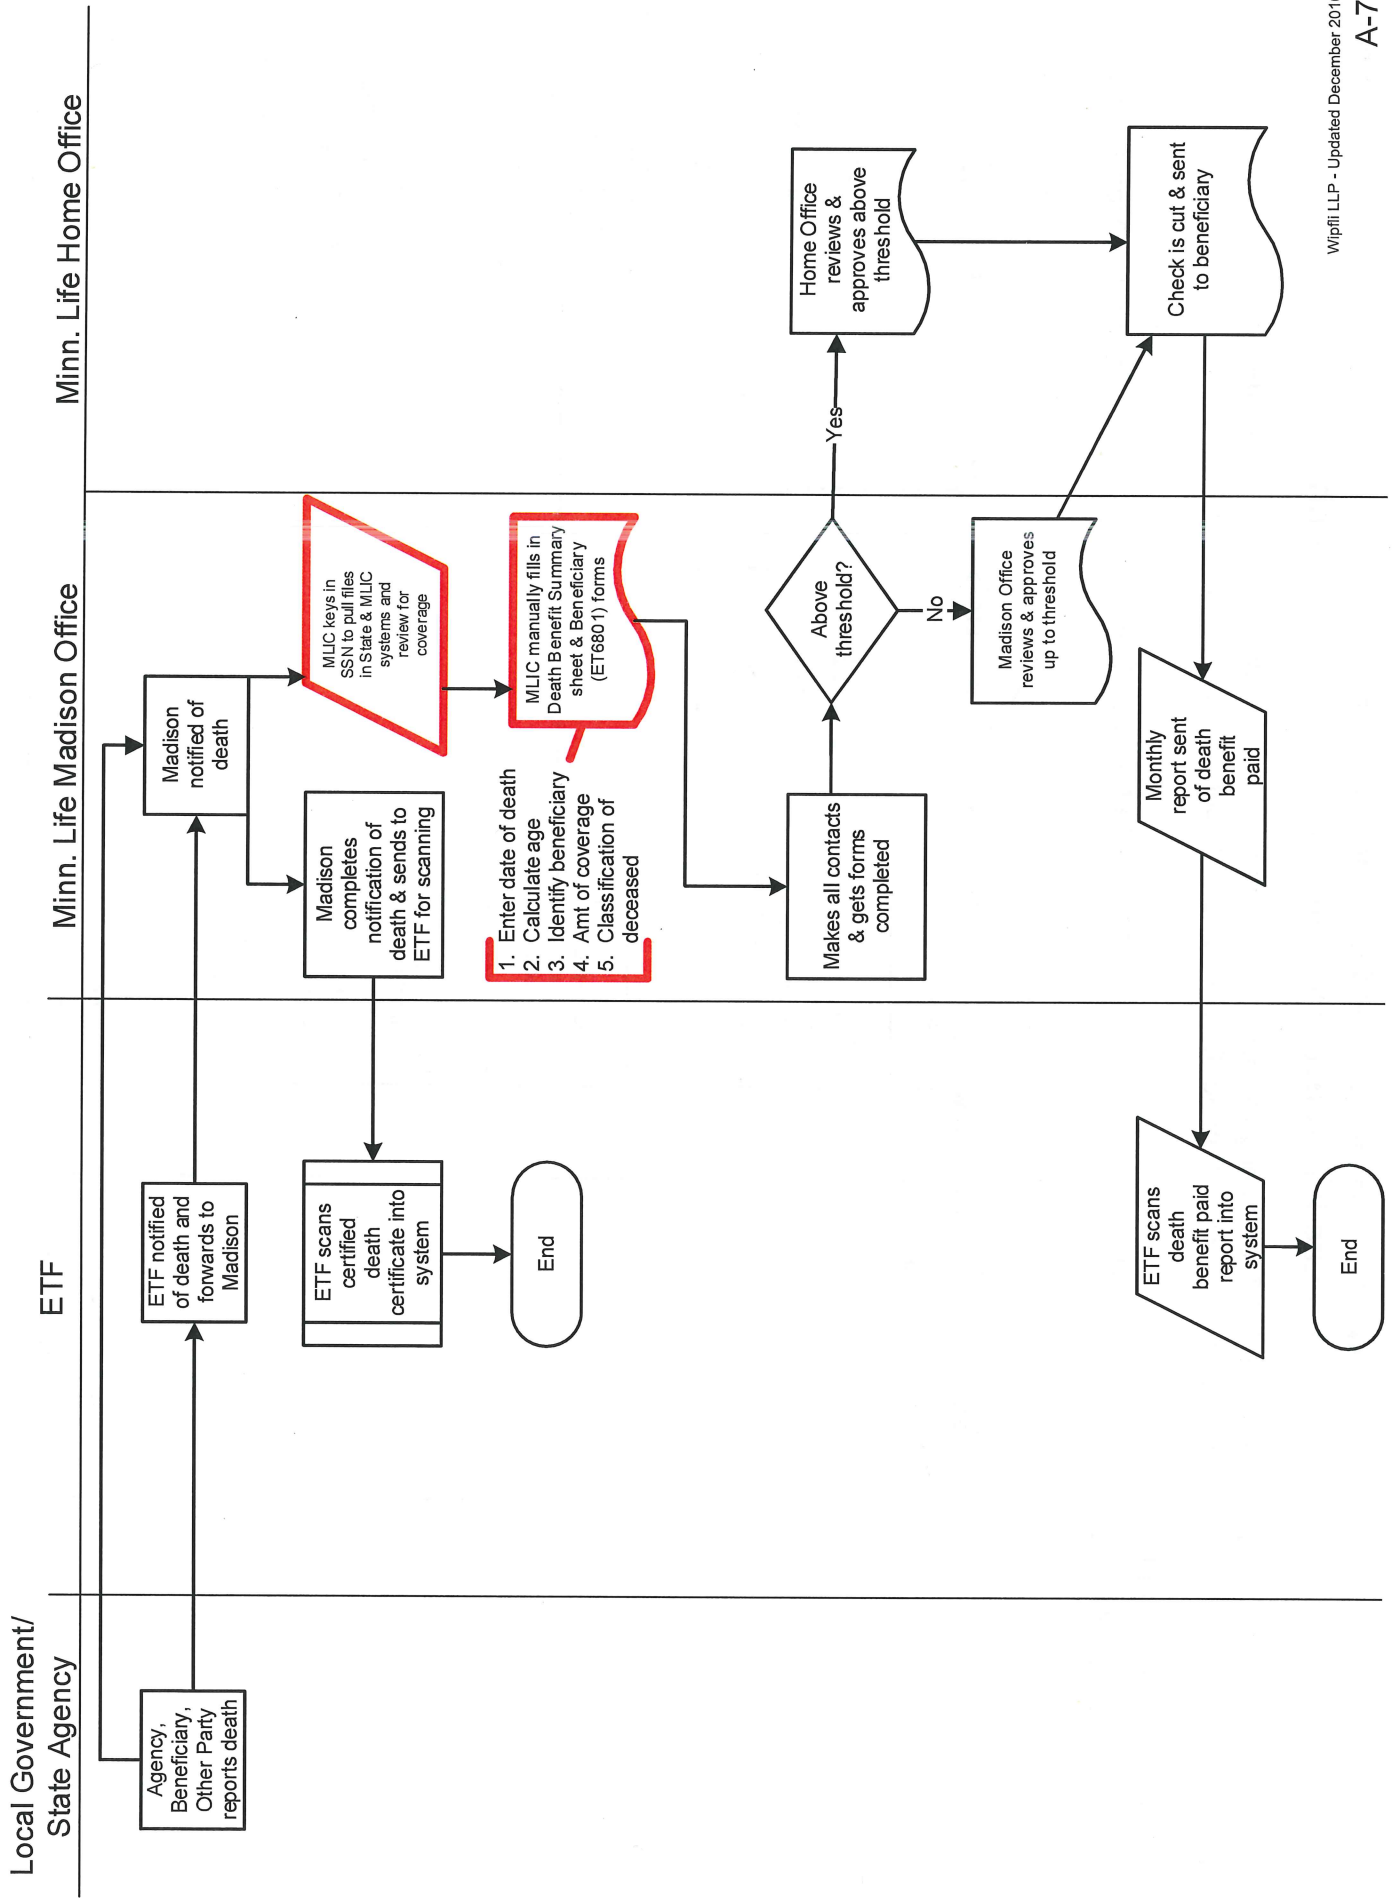 Local Government/
State Agency
ETF
Minn. Life Madison Office
Minn. Life Home Office
Agency,
Beneficiary,
Other Party
reports death
ETF notified
of death and
forwards to
Madison
Madison
notified of
death
ETF scans
certified
death
certificate into
system
Madison
completes
notification of
death & sends to
ETF for scanning
MLIC keys in
SSN to pull files
in State & MLIC
systems and
review for
coverage
End
1. Enter date of death
2. Calculate age
3. Identify beneficiary
4. Amt of coverage
5. Classification of
deceased
MLIC manually fills in
Death Benefit Summary
sheet & Beneficiary
(ET6801) forms
Makes all contacts
& gets forms
completed
Above
threshold?
Yes
Home Office
reviews &
approves above
threshold
No
Madison Office
reviews & approves
up to threshold
Check is cut & sent
to beneficiary
Monthly
report sent
of death
benefit
paid
ETF scans
death
benefit paid
report into
system
End
Wipfli LLP - Updated December 2010
A-7